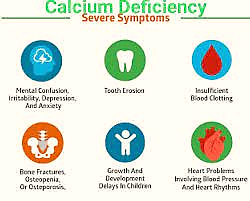 Calcium Deficiency
Severe Symptoms
Mental Confusion,
Irritability, Depression,
And Anxiety
Tooth Erosion
Insufficient
Blood Clotting
Bone Fractures,
Osteopenia,
Or Osteporosis,
Growth And
Development
Delays In Children
Heart Problems
Involving Blood Pressure
And Heart Rhythms